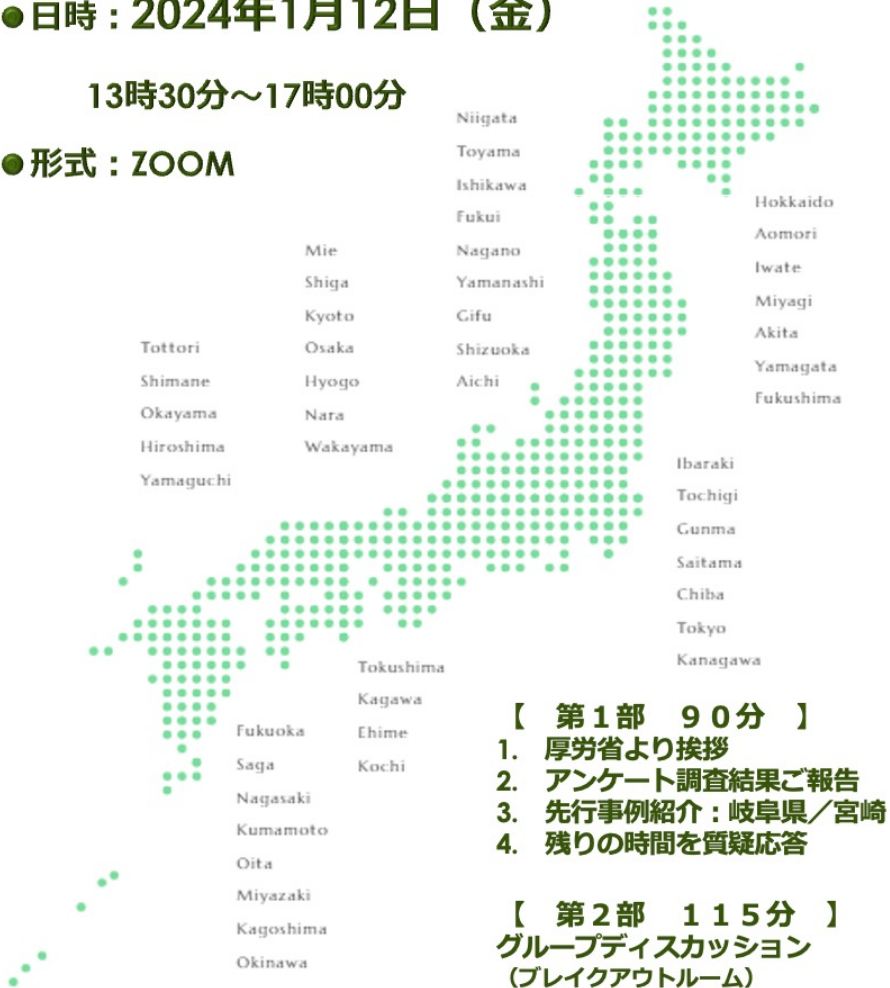 ●日時：2024年1月12日（金）
13時30分～17時00分
●形式：ZOOM
Niigata
Toyama
Ishikawa
Fukui
Nagano
Yamanashi
Gifu
Shizuoka
Aichi
Hokkaido
Aomori
Iwate
Miyagi
Akita
Yamagata
Fukushima
Mie
Shiga
Kyoto
Osaka
Hyogo
Nara
Wakayama
Tottori
Shimane
Okayama
Hiroshima
Yamaguchi
Ibaraki
Tochigi
Gunma
Saitama
Chiba
Tokyo
Kanagawa
Tokushima
Kagawa
Ehime
Kochi
Fukuoka
Saga
Nagasaki
Kumamoto
Oita
Miyazaki
Kagoshima
Okinawa
【　第１部　９０分　】
1.　厚労省より挨拶
2.　アンケート調査結果ご報告
3.　先行事例紹介：岐阜県／宮崎
4.　残りの時間を質疑応答
【　第２部　１１５分　】
グループディスカッション
（ブレイクアウトルーム）